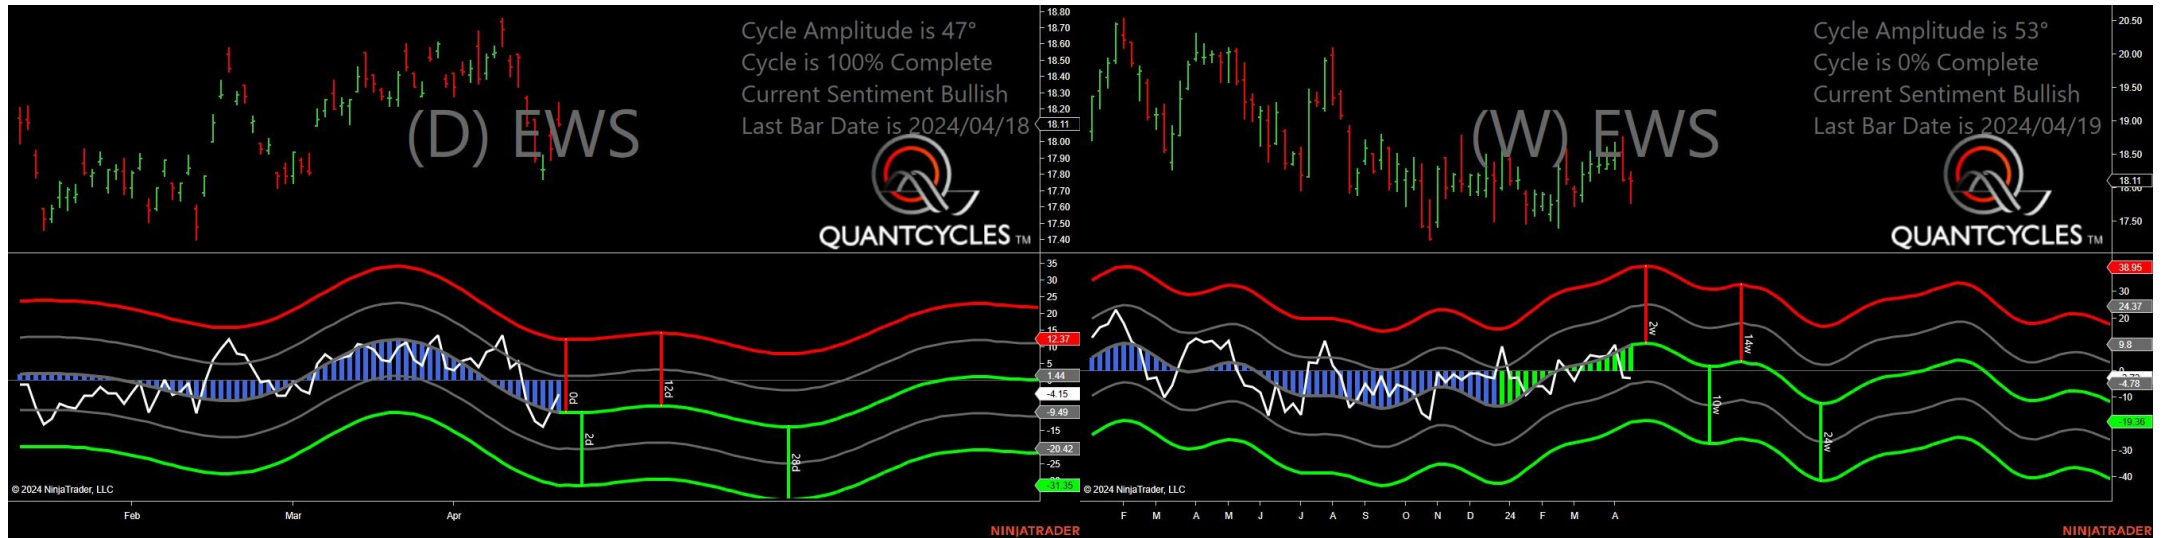 Cycle Amplitude is 47°
Cycle is 100% Complete
Current Sentiment Bullish
Last Bar Date is 2024/04/18
(D) EWS
QUANTCYCLES TM
18.80
18.70
18.60
18.50
18.40
18.30
18.20
18.11
18.00
17.90
17.80
17.70
17.60
17.50
17.40
35
30
25
20
15
12.37
10
5
1.44
-4.15
-9.49
-15
-20.42
-25
-31.35
0d
2d
12d
28d
© 2024 NinjaTrader, LLC
Feb
Mar
Apr
NINJATRADER
Cycle Amplitude is 53°
Cycle is 0% Complete
Current Sentiment Bullish
Last Bar Date is 2024/04/19
(W) EWS
QUANTCYCLES TM
20.50
20.00
19.50
19.00
18.50
18.11
18.00
17.50
38.95
30
24.37
20
9.8
0
-4.78
-10
-19.36
-30
-40
2w
10w
14w
24w
© 2024 NinjaTrader, LLC
F
M
A
M
J
J
A
S
O
N
D
24
F
M
A
NINJATRADER